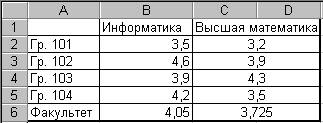 A B C D
1 Информатика Высшая математика
2 Гр. 101 3,5 3,2
3 Гр. 102 4,6 3,9
4 Гр. 103 3,9 4,3
5 Гр. 104 4,2 3,5
6 Факультет 4,05 3,725